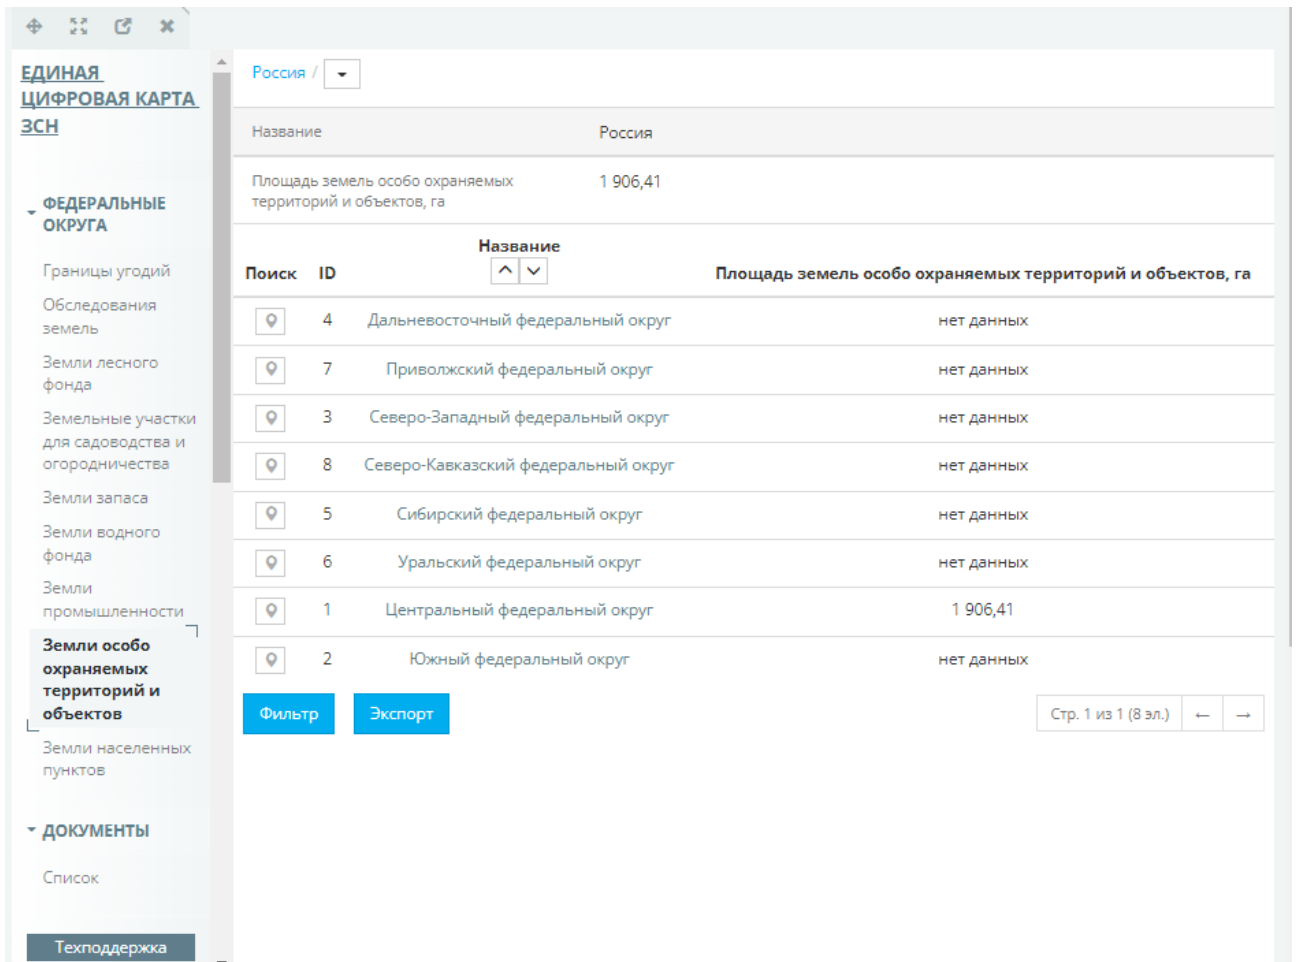 ЕДИНАЯ
ЦИФРОВАЯ КАРТА
ЗСН
ФЕДЕРАЛЬНЫЕ
ОКРУГА
Границы угодий
Обследования
земель
Земли лесного
фонда
Земельные участки
для садоводства и
огородничества
Земли запаса
Земли водного
фонда
Земли
промышленности
Земли особо
охраняемых
территорий и
объектов
Земли населенных
пунктов
ДОКУМЕНТЫ
Список
Техподдержка
Россия /
Название Россия
Площадь земель особо охраняемых 1 906,41
территорий и объектов, га
Название
Поиск ID Площадь земель особо охраняемых территорий и объектов, га
4 Дальневосточный федеральный округ нет данных
7 Приволжский федеральный округ нет данных
3 Северо-Западный федеральный округ нет данных
8 Северо-Кавказский федеральный округ нет данных
5 Сибирский федеральный округ нет данных
6 Уральский федеральный округ нет данных
1 Центральный федеральный округ 1 906,41
2 Южный федеральный округ нет данных
Фильтр Экспорт Стр. 1 из 1 (8 эл.) ← →